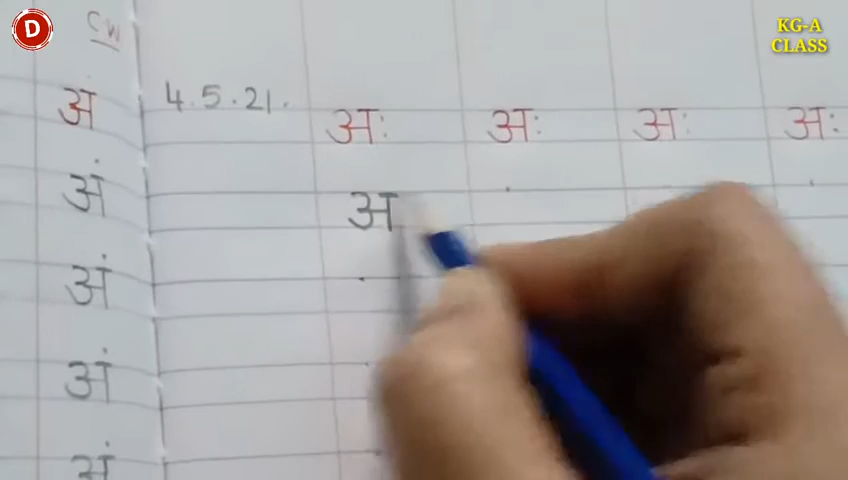 D
KG-A
CLASS
CW
4.5.21.
अं
अः अः अः अः
अं
अ
अं
अं
अं